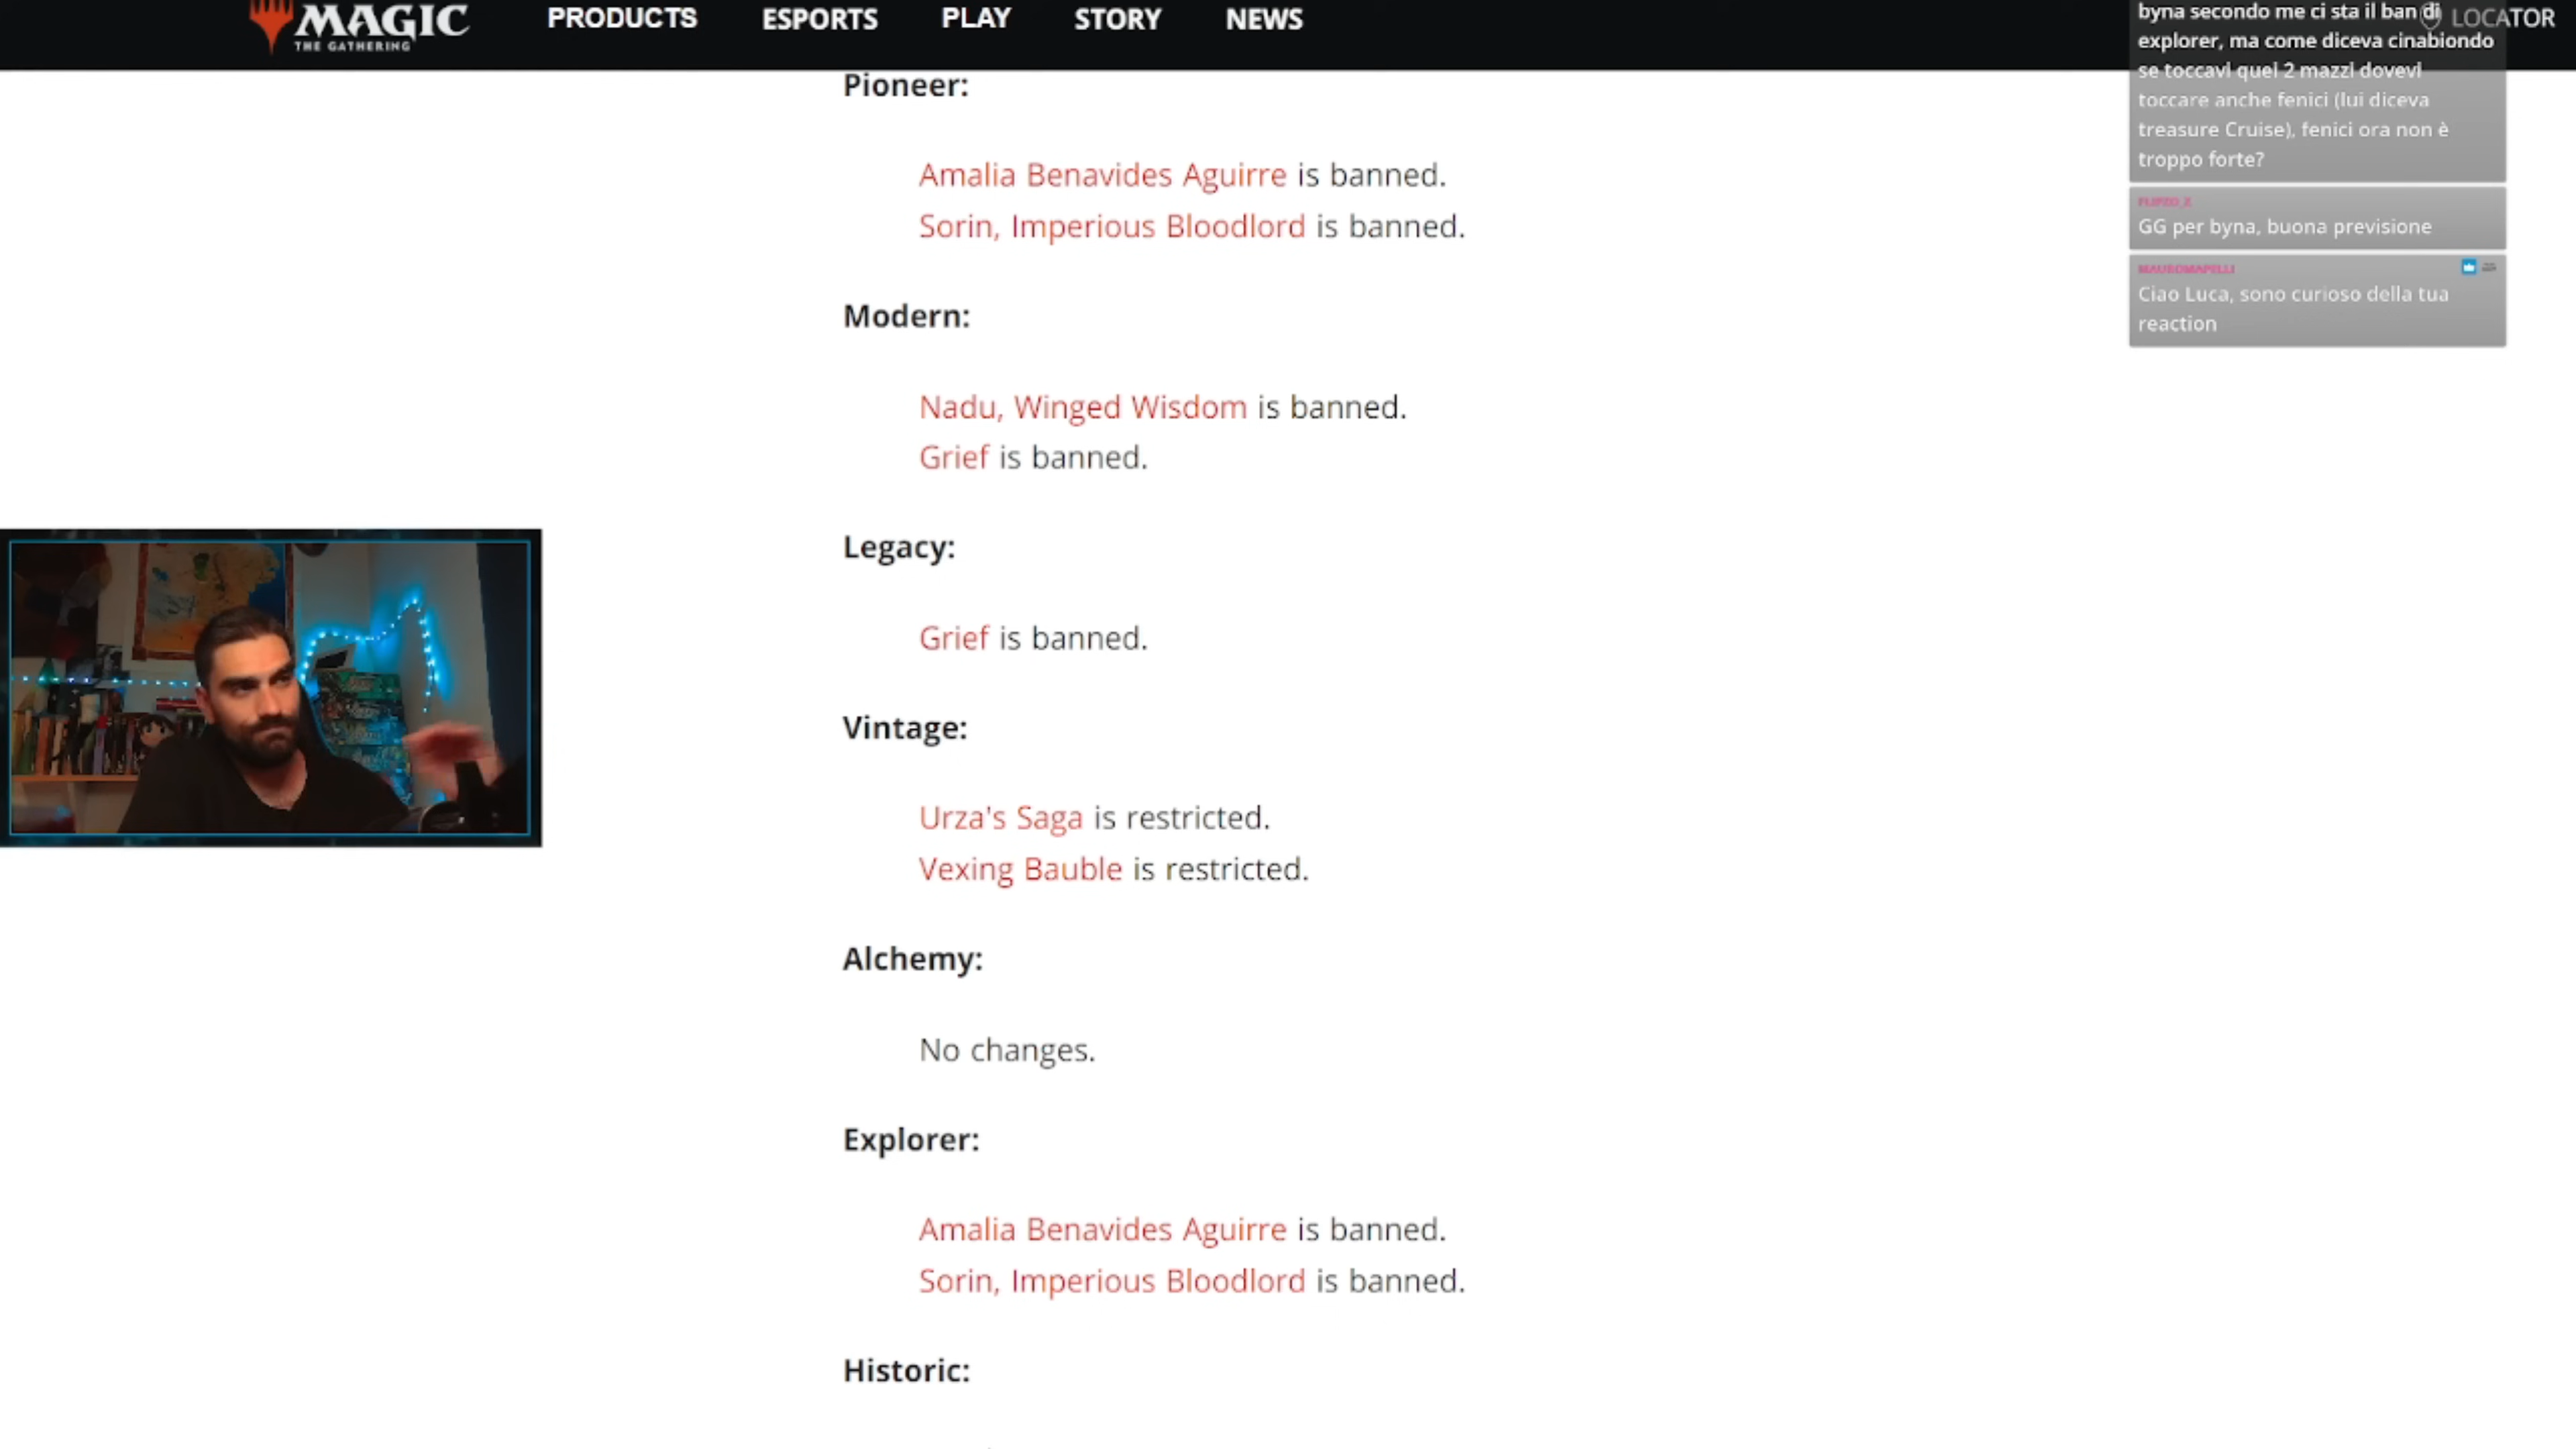 MAGIC
THE GATHERING
PRODUCTS
ESPORTS
PLAY
STORY
NEWS
LOCATOR
Pioneer:
Amalia Benavides Aguirre is banned.
Sorin, Imperious Bloodlord is banned.
Modern:
Nadu, Winged Wisdom is banned.
Grief is banned.
Legacy:
Grief is banned.
Vintage:
Urza's Saga is restricted.
Vexing Bauble is restricted.
Alchemy:
No changes.
Explorer:
Amalia Benavides Aguirre is banned.
Sorin, Imperious Bloodlord is banned.
Historic:
byna secondo me ci sta il ban di
explorer, ma come diceva cinabiondo
se toccavi quei 2 mazzi dovevi
toccare anche fenici (lui diceva
treasure Cruise), fenici ora non è
troppo forte?
GG per byna, buona previsione
MAUROMAPELLI
Ciao Luca, sono curioso della tua
reaction